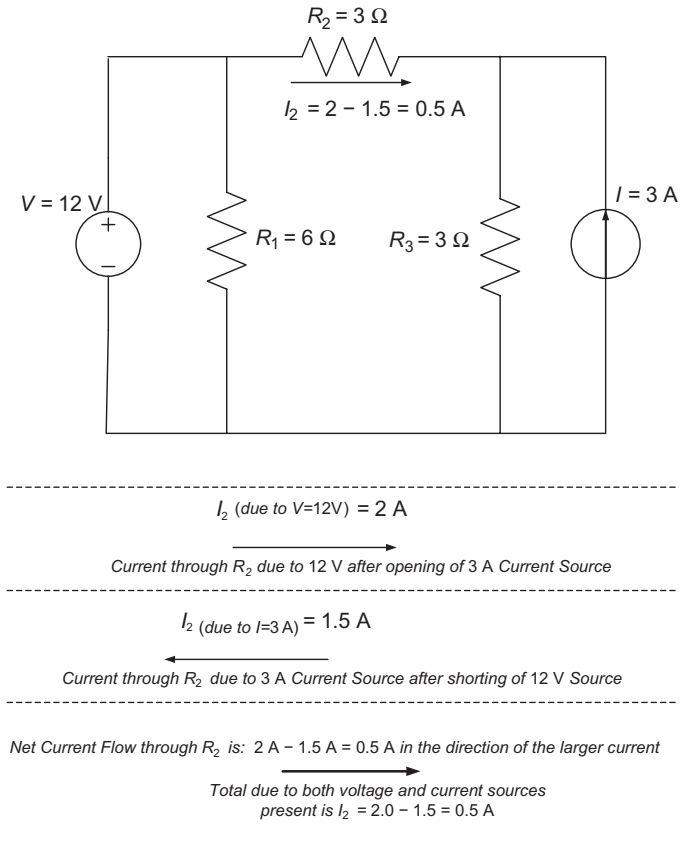 R₂ = 3 Ω
I₂ = 2 − 1.5 = 0.5 A
V = 12 V
I = 3 A
+
−
R₁ = 6 Ω
R₃ = 3 Ω
I₂ (due to V=12V) = 2 A
Current through R₂ due to 12 V after opening of 3 A Current Source
I₂ (due to I=3 A) = 1.5 A
Current through R₂ due to 3 A Current Source after shorting of 12 V Source
Net Current Flow through R₂ is: 2 A − 1.5 A = 0.5 A in the direction of the larger current
Total due to both voltage and current sources
present is I₂ = 2.0 − 1.5 = 0.5 A